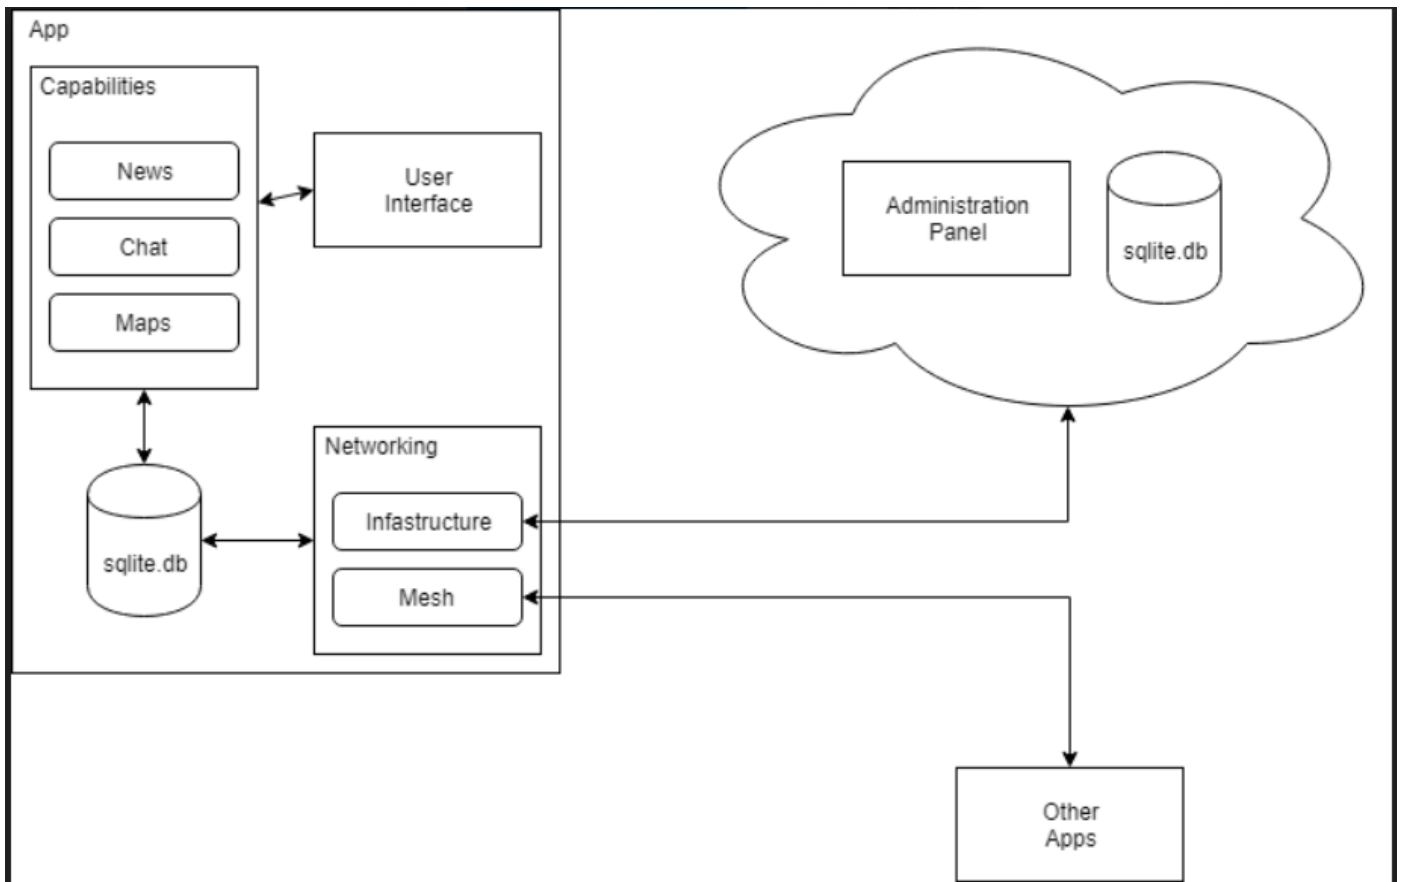 App
Capabilities
News
Chat
Maps
User
Interface
sqlite.db
Networking
Infastructure
Mesh
Administration
Panel
sqlite.db
Other
Apps